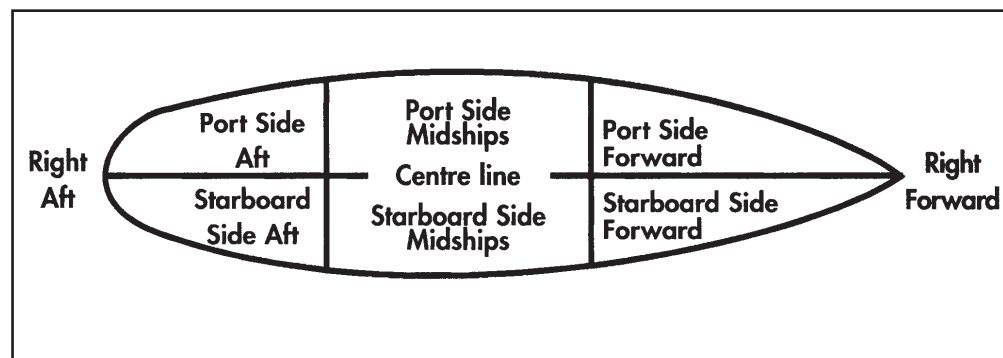 Right
Aft
Port Side
Aft
Starboard
Side Aft
Port Side
Midships
Centre line
Starboard Side
Midships
Port Side
Forward
Starboard Side
Forward
Right
Forward